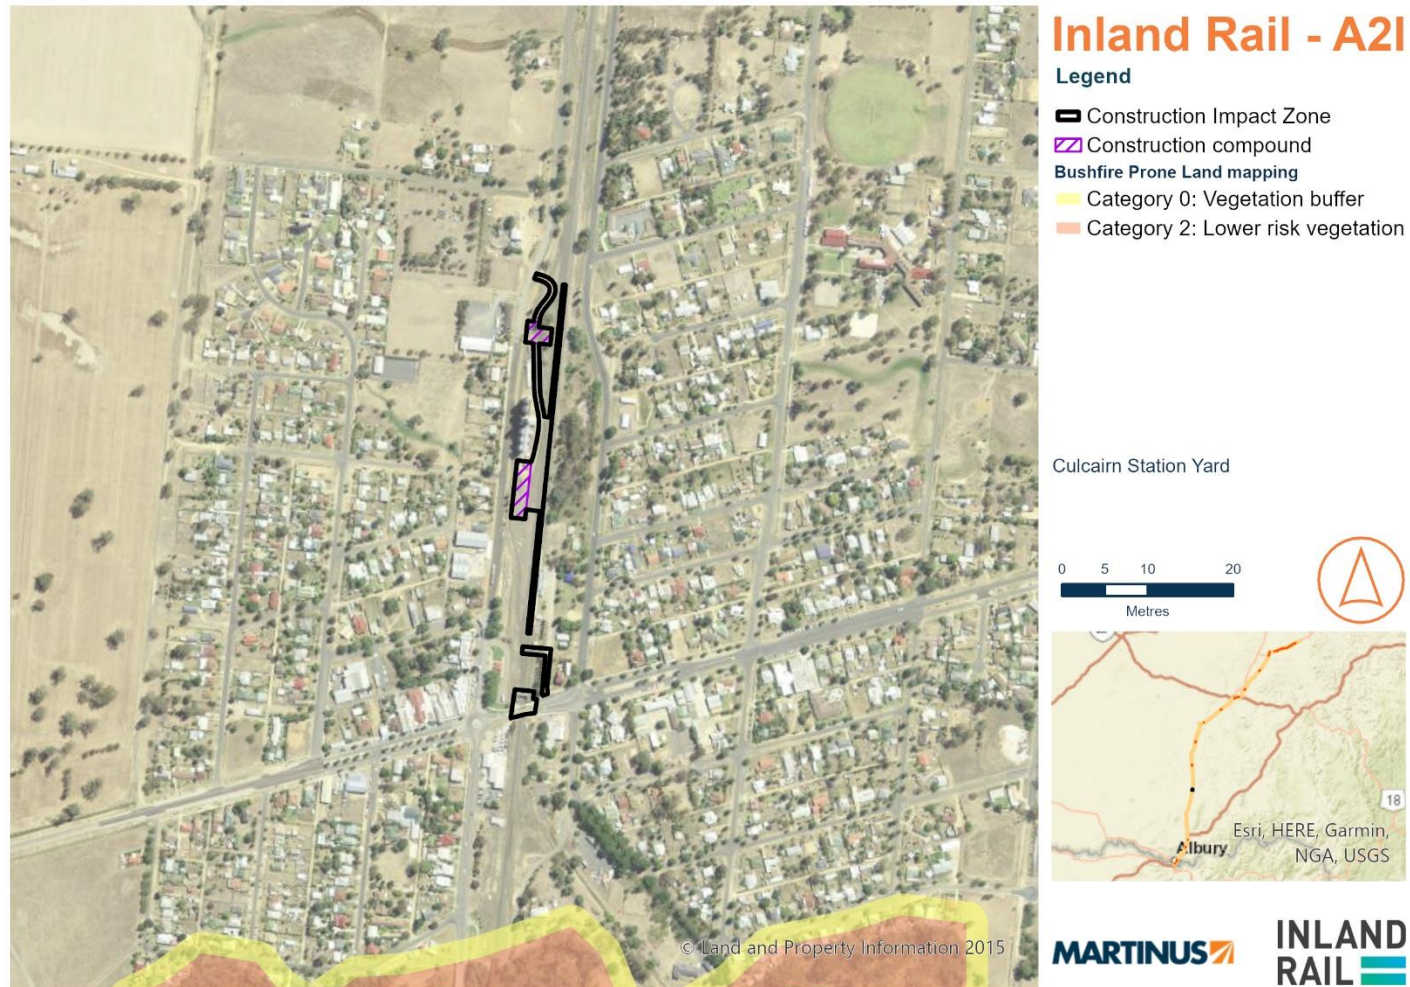 Inland Rail - A2I
Legend
Construction Impact Zone
Construction compound
Bushfire Prone Land mapping
Category 0: Vegetation buffer
Category 2: Lower risk vegetation
Culcairn Station Yard
0 5 10 20
Metres
18
Albury
Esri, HERE, Garmin,
NGA, USGS
© Land and Property Information 2015
MARTINUS
INLAND
RAIL